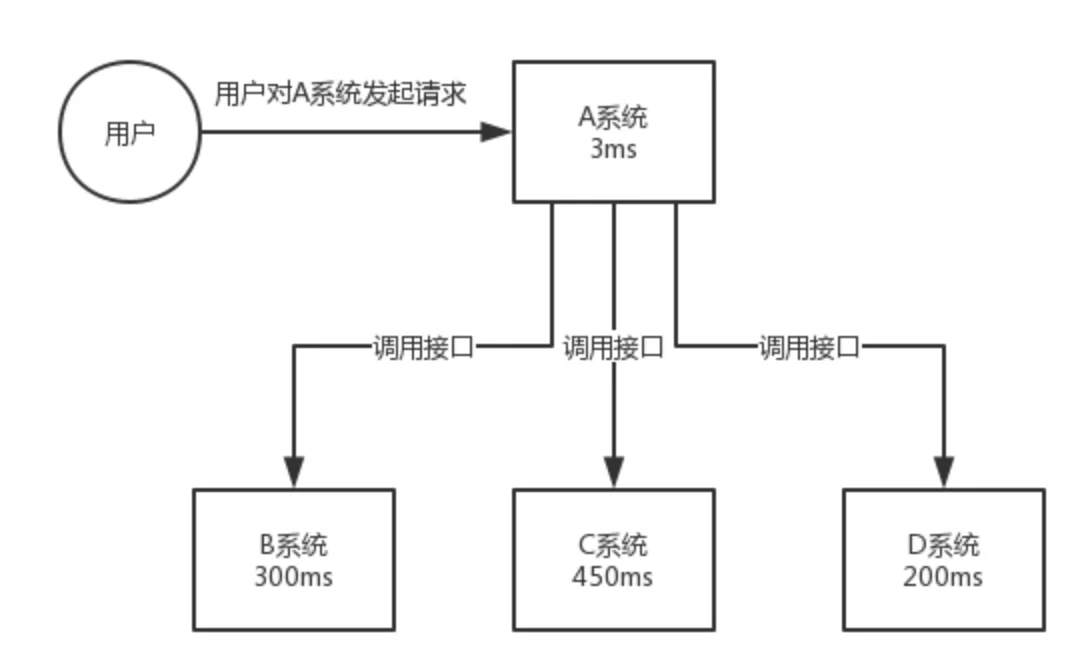 用户
用户对A系统发起请求
A系统
3ms
调用接口
调用接口
调用接口
B系统
300ms
C系统
450ms
D系统
200ms